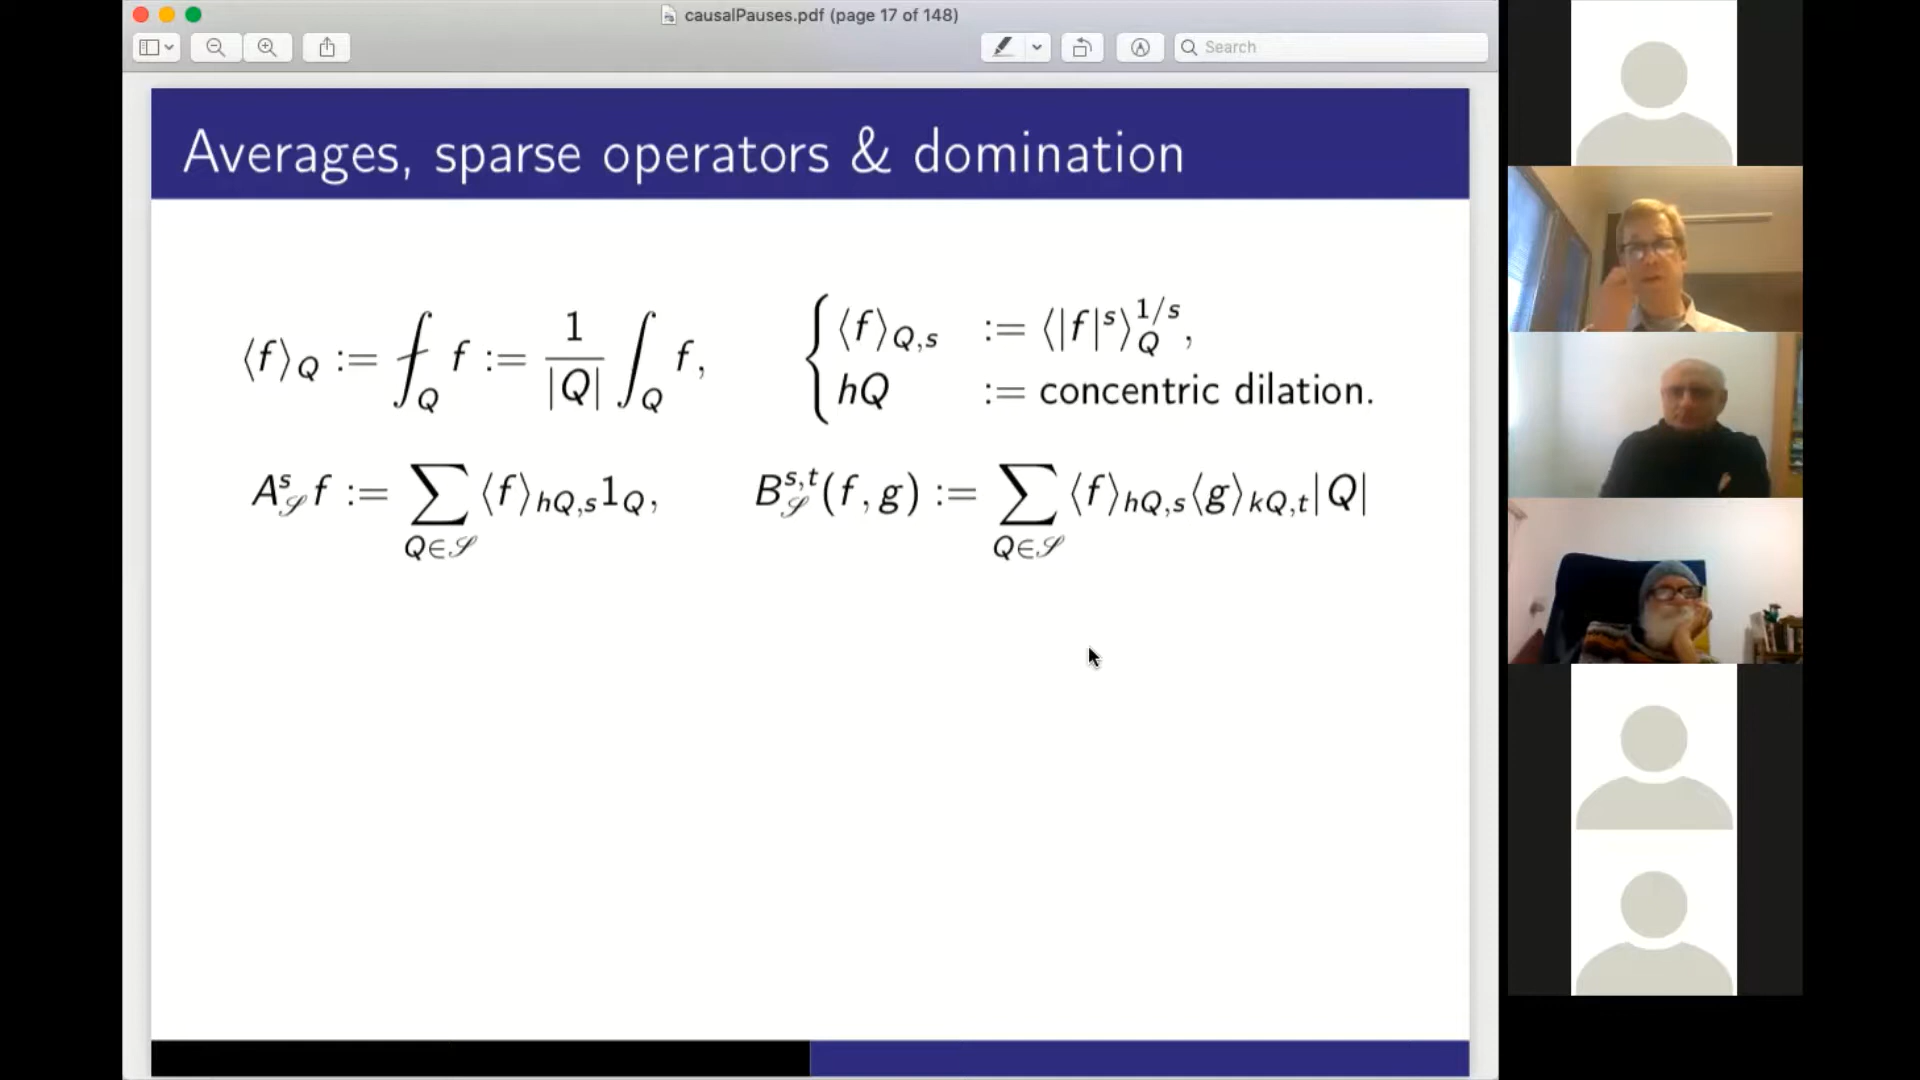 causalPauses.pdf (page 17 of 148)
Search
Averages, sparse operators & domination
⟨f⟩_Q := ⨍_Q f := 1/|Q| ∫_Q f, { ⟨f⟩_{Q,s} := ⟨|f|^s⟩_Q^{1/s},
hQ := concentric dilation.
A^s_𝒮 f := ∑_{Q∈𝒮} ⟨f⟩_{hQ,s} 1_Q, B^{s,t}_𝒮 (f, g) := ∑_{Q∈𝒮} ⟨f⟩_{hQ,s} ⟨g⟩_{kQ,t} |Q|